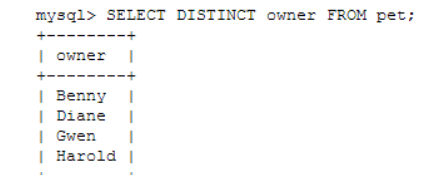 mysql> SELECT DISTINCT owner FROM pet;
+--------+
| owner  |
+--------+
| Benny  |
| Diane  |
| Gwen   |
| Harold |